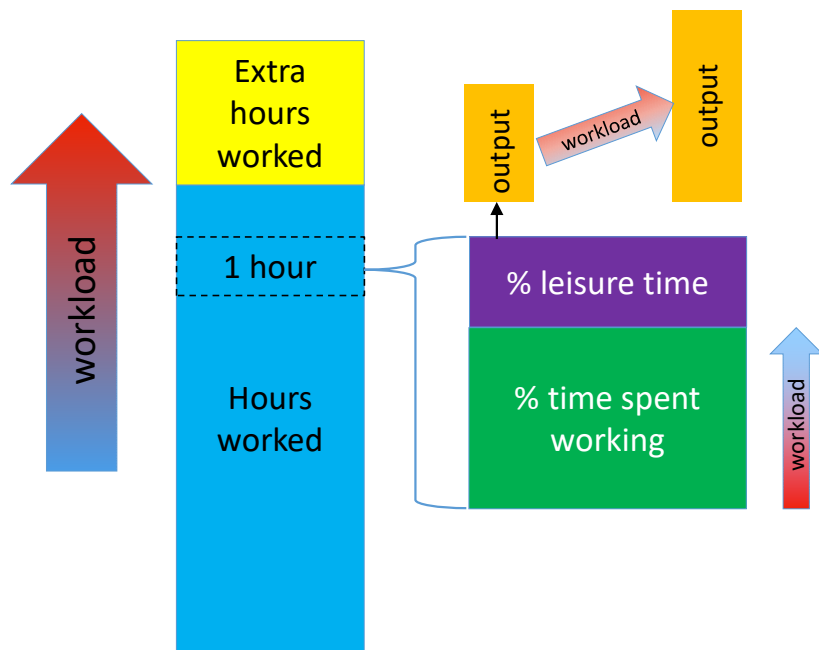 workload
Extra
hours
worked
1 hour
Hours
worked
output
workload
output
% leisure time
% time spent
working
workload